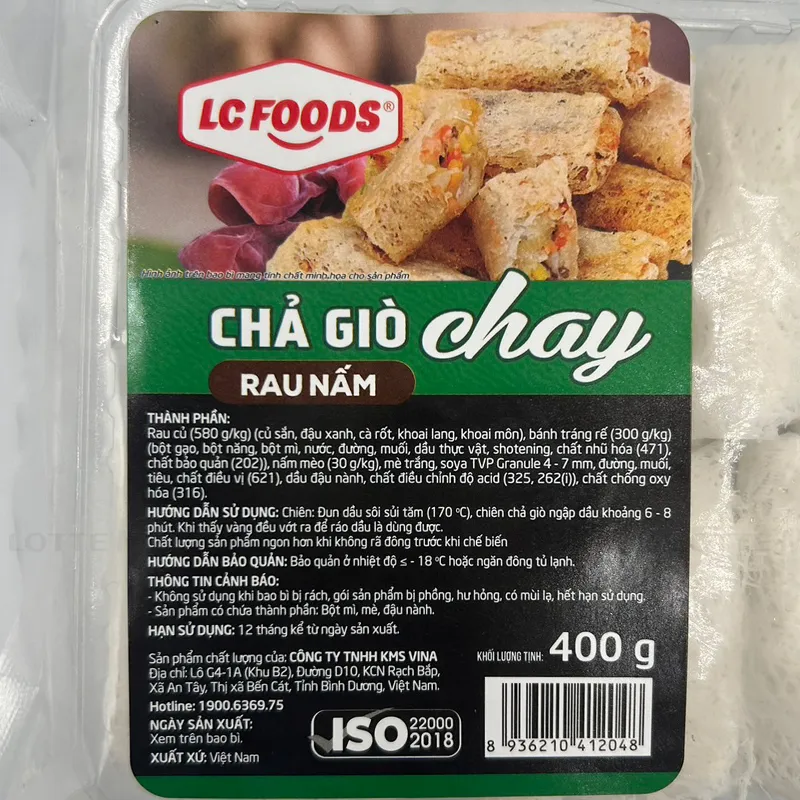 LC FOODS®
Hình ảnh trên bao bì mang tính chất minh họa cho sản phẩm
CHẢ GIÒ chay
RAU NẤM
THÀNH PHẦN:
Rau củ (580 g/kg) (củ sắn, đậu xanh, cà rốt, khoai lang, khoai môn), bánh tráng rế (300 g/kg)
(bột gạo, bột năng, bột mì, nước, đường, muối, dầu thực vật, shotening, chất nhũ hóa (471),
chất bảo quản (202)), nấm mèo (30 g/kg), mè trắng, soya TVP Granule 4 - 7 mm, đường, muối,
tiêu, chất điều vị (621), dầu đậu nành, chất điều chỉnh độ acid (325, 262(i)), chất chống oxy
hóa (316).
HƯỚNG DẪN SỬ DỤNG: Chiên: Đun dầu sôi sủi tăm (170 ºC), chiên chả giò ngập dầu khoảng 6 - 8
phút. Khi thấy vàng đều vớt ra để ráo dầu là dùng được.
Chất lượng sản phẩm ngon hơn khi không rã đông trước khi chế biến
HƯỚNG DẪN BẢO QUẢN: Bảo quản ở nhiệt độ ≤ - 18 ºC hoặc ngăn đông tủ lạnh.
THÔNG TIN CẢNH BÁO:
- Không sử dụng khi bao bì bị rách, gói sản phẩm bị phồng, hư hỏng, có mùi lạ, hết hạn sử dụng.
- Sản phẩm có chứa thành phần: Bột mì, mè, đậu nành.
HẠN SỬ DỤNG: 12 tháng kể từ ngày sản xuất.
Sản phẩm chất lượng của: CÔNG TY TNHH KMS VINA
Địa chỉ: Lô G4-1A (Khu B2), Đường D10, KCN Rạch Bắp,
Xã An Tây, Thị xã Bến Cát, Tỉnh Bình Dương, Việt Nam.
Hotline: 1900.6369.75
NGÀY SẢN XUẤT:
Xem trên bao bì.
XUẤT XỨ: Việt Nam
ISO 22000
2018
KHỐI LƯỢNG TỊNH: 400 g
8 936210 412048